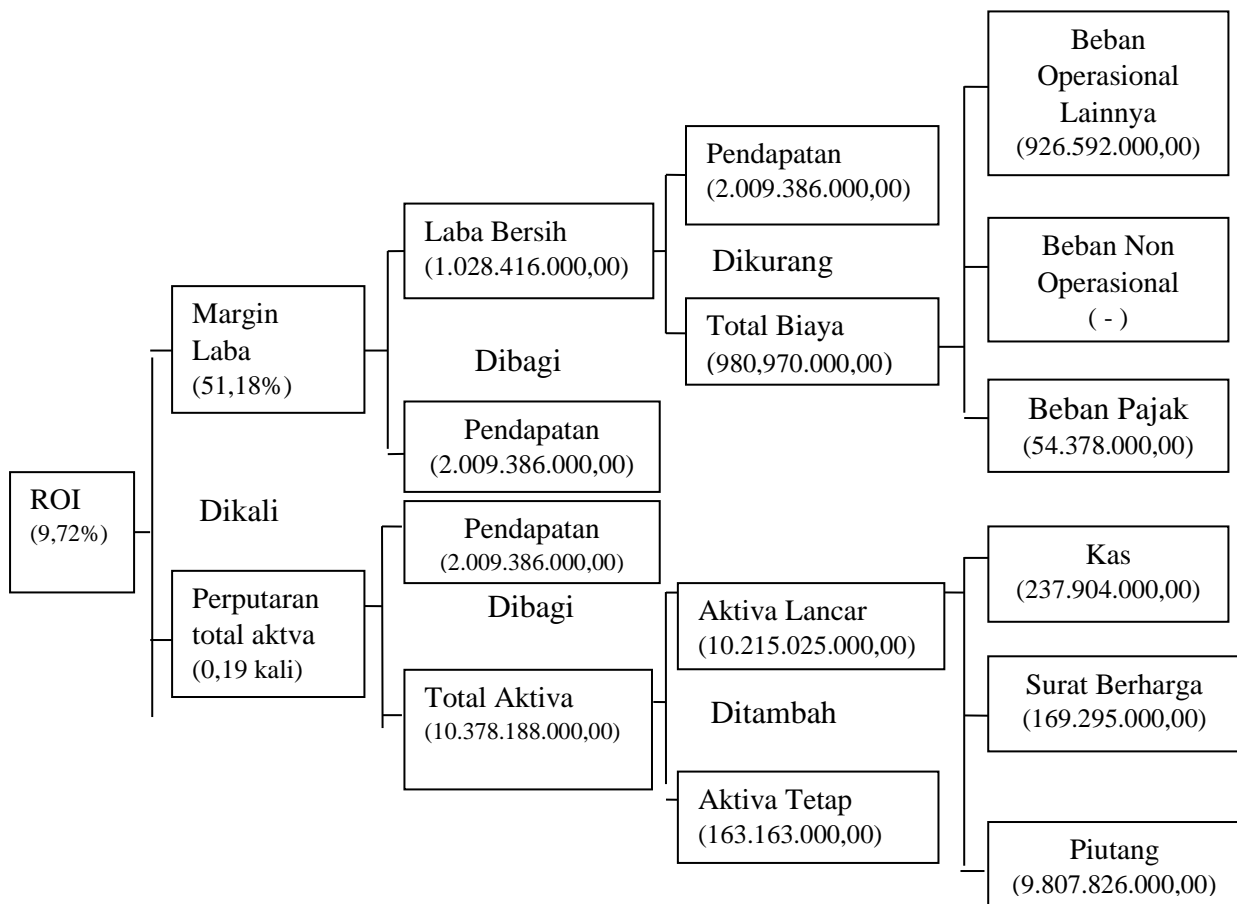 Beban
Operasional
Lainnya
(926.592.000,00)
Pendapatan
(2.009.386.000,00)
Laba Bersih
(1.028.416.000,00)
Dikurang
Beban Non
Operasional
( - )
Margin
Laba
(51,18%)
Total Biaya
(980,970.000,00)
Dibagi
Beban Pajak
(54.378.000,00)
Pendapatan
(2.009.386.000,00)
ROI
(9,72%)
Dikali
Pendapatan
(2.009.386.000,00)
Kas
(237.904.000,00)
Perputaran
total aktva
(0,19 kali)
Dibagi
Aktiva Lancar
(10.215.025.000,00)
Total Aktiva
(10.378.188.000,00)
Ditambah
Surat Berharga
(169.295.000,00)
Aktiva Tetap
(163.163.000,00)
Piutang
(9.807.826.000,00)